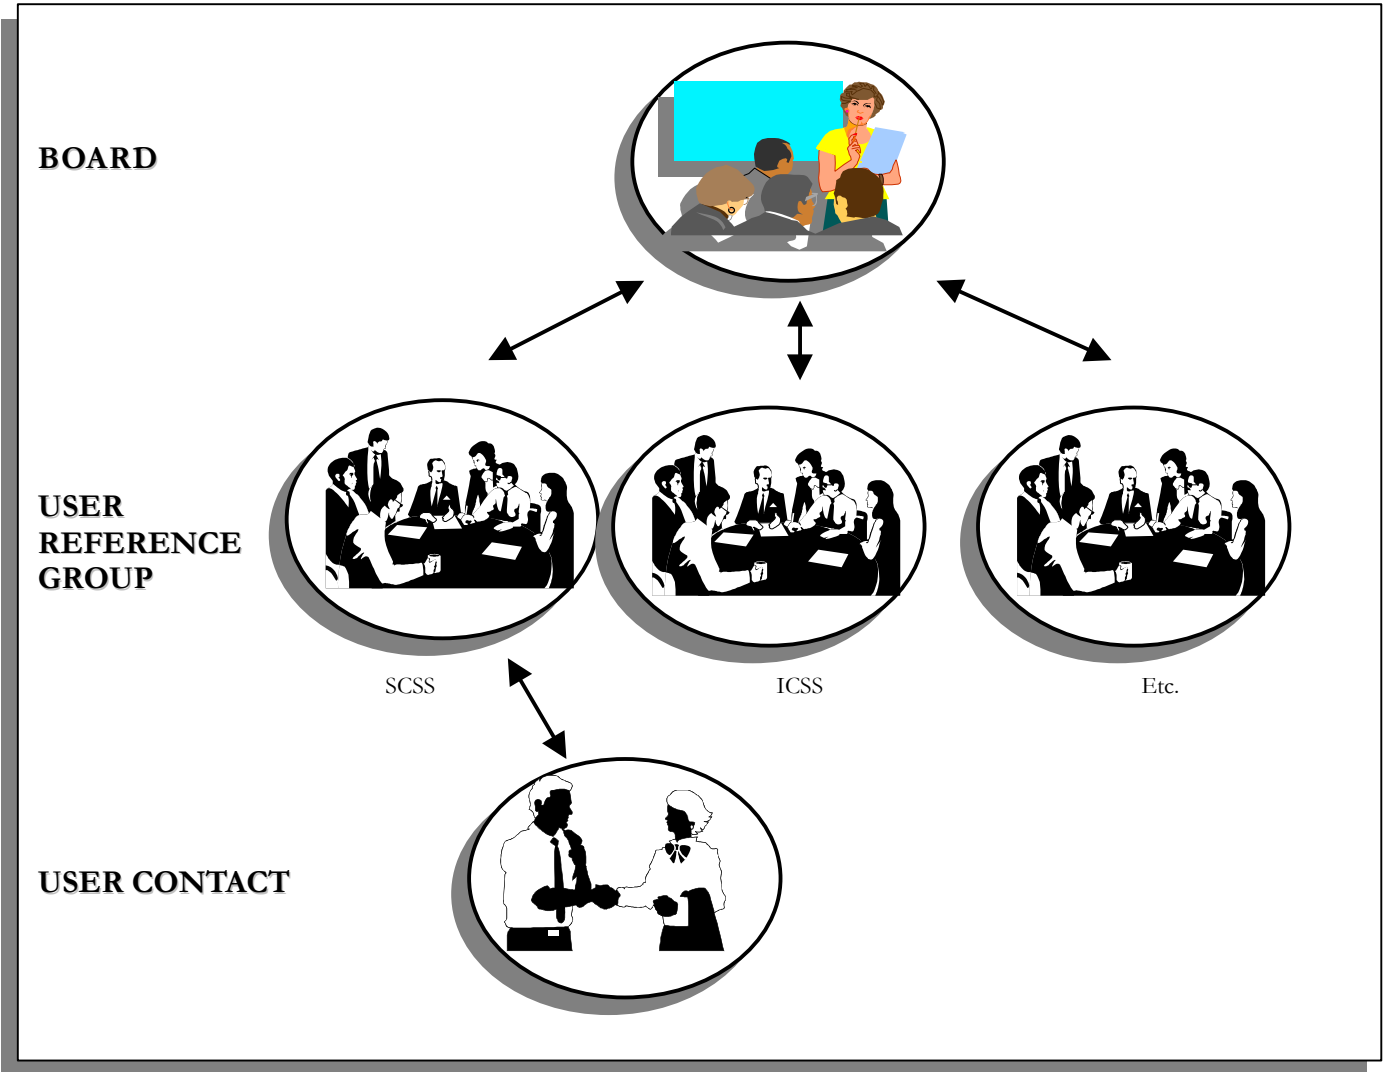 BOARD
USER
REFERENCE
GROUP
SCSS
ICSS
Etc.
USER CONTACT